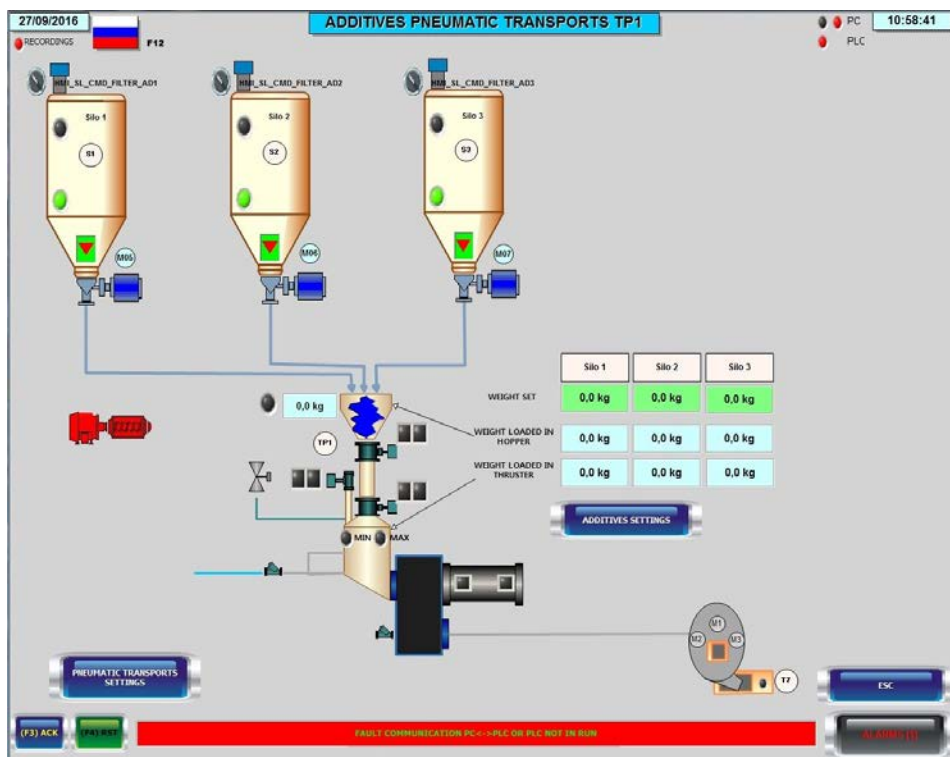 27/09/2016
ADDITIVES PNEUMATIC TRANSPORTS TP1
PC
10:58:41
RECORDINGS
F12
PLC
HMI_SL_CMD_FILTER_AD1
HMI_SL_CMD_FILTER_AD2
HMI_SL_CMD_FILTER_AD3
Silo 1
Silo 2
Silo 3
S1
S2
S3
M05
M06
M07
Silo 1
Silo 2
Silo 3
WEIGHT SET
0,0 kg
0,0 kg
0,0 kg
0,0 kg
WEIGHT LOADED IN
HOPPER
0,0 kg
0,0 kg
0,0 kg
TP1
WEIGHT LOADED IN
THRUSTER
0,0 kg
0,0 kg
0,0 kg
ADDITIVES SETTINGS
MIN
MAX
M1
M2
M3
T7
PNEUMATIC TRANSPORTS
SETTINGS
ESC
(F3) ACK
(F4) RST
FAULT COMMUNICATION PC<->PLC OR PLC NOT IN RUN